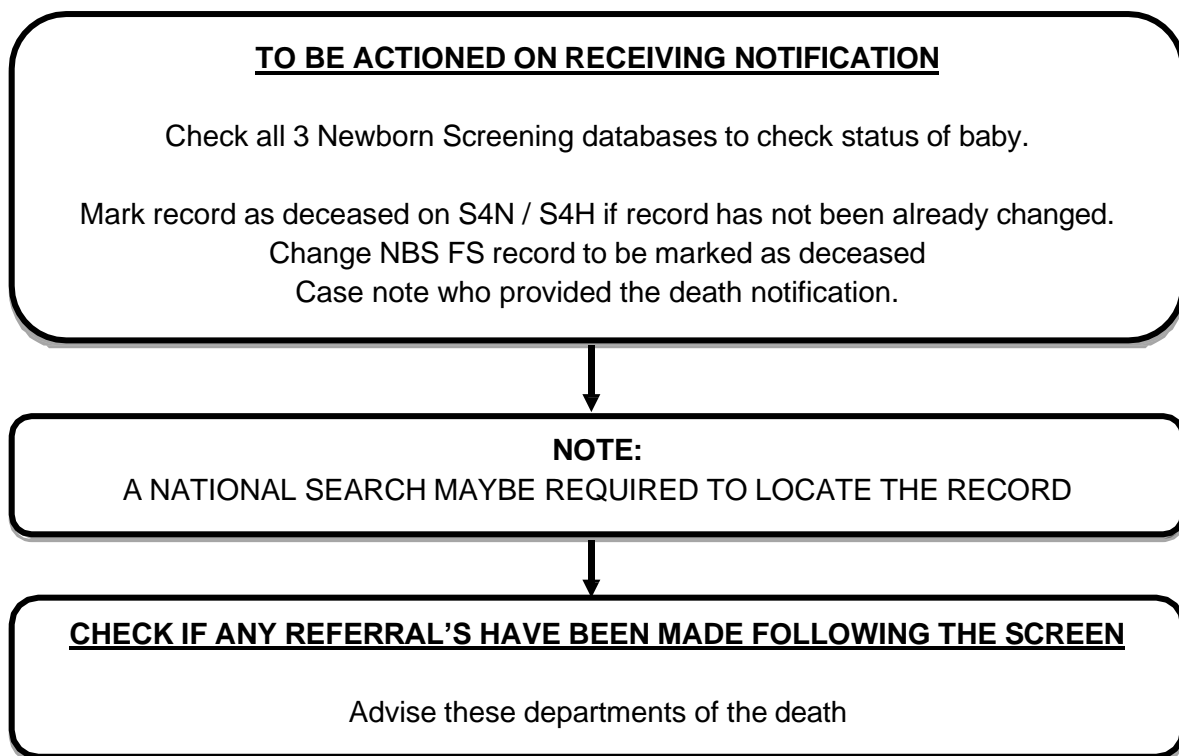 TO BE ACTIONED ON RECEIVING NOTIFICATION
Check all 3 Newborn Screening databases to check status of baby.
Mark record as deceased on S4N / S4H if record has not been already changed.
Change NBS FS record to be marked as deceased
Case note who provided the death notification.
NOTE:
A NATIONAL SEARCH MAYBE REQUIRED TO LOCATE THE RECORD
CHECK IF ANY REFERRAL’S HAVE BEEN MADE FOLLOWING THE SCREEN
Advise these departments of the death